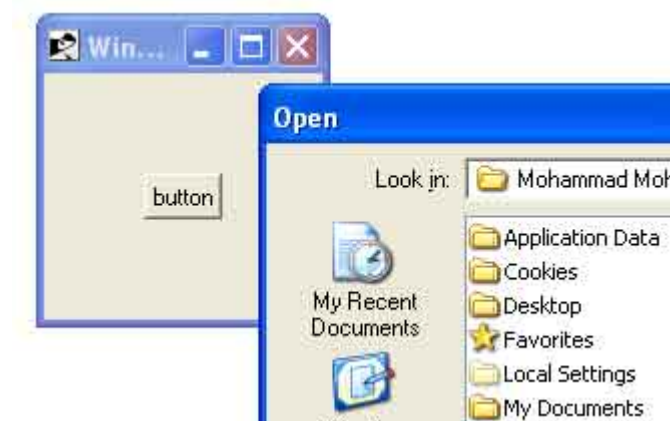 Win...
button
Open
Look in:
Mohammad Moh
Application Data
Cookies
Desktop
Favorites
Local Settings
My Documents
My Recent
Documents